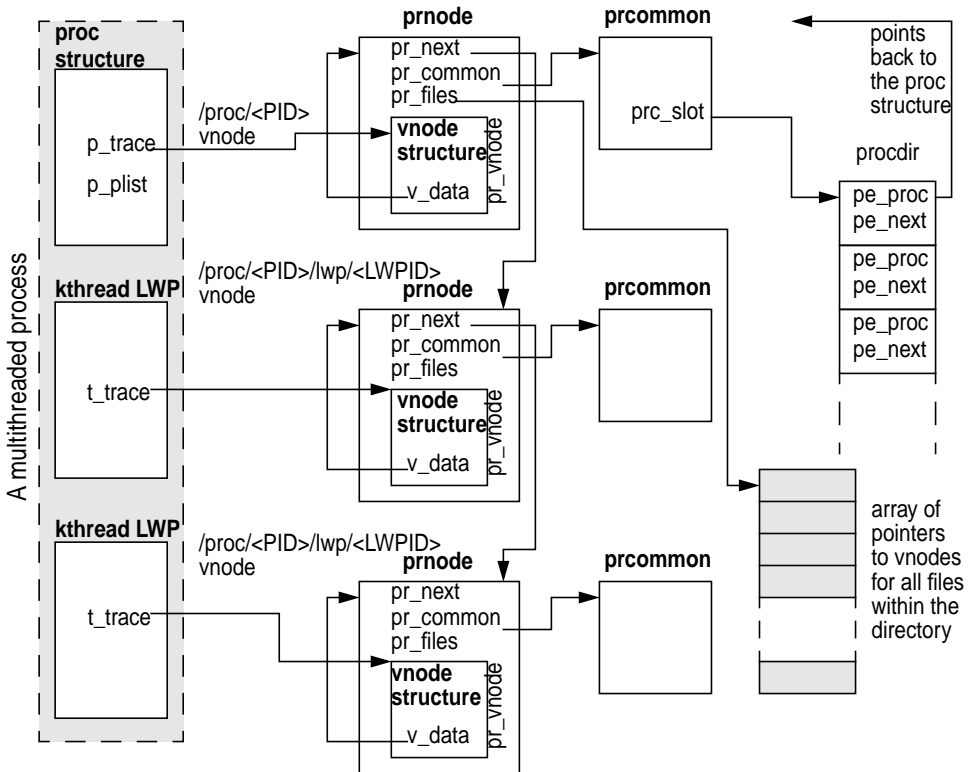 proc
structure
p_trace
p_plist
/proc/<PID>
vnode
prnode
pr_next
pr_common
pr_files
vnode
structure
v_data
pr_vnode
prcommon
prc_slot
points
back to
the proc
structure
procdir
pe_proc
pe_next
pe_proc
pe_next
pe_proc
pe_next
A multithreaded process
kthread LWP
t_trace
/proc/<PID>/lwp/<LWPID>
vnode
prnode
pr_next
pr_common
pr_files
vnode
structure
v_data
pr_vnode
prcommon
kthread LWP
t_trace
/proc/<PID>/lwp/<LWPID>
vnode
prnode
pr_next
pr_common
pr_files
vnode
structure
v_data
pr_vnode
prcommon
array of
pointers
to vnodes
for all files
within the
directory